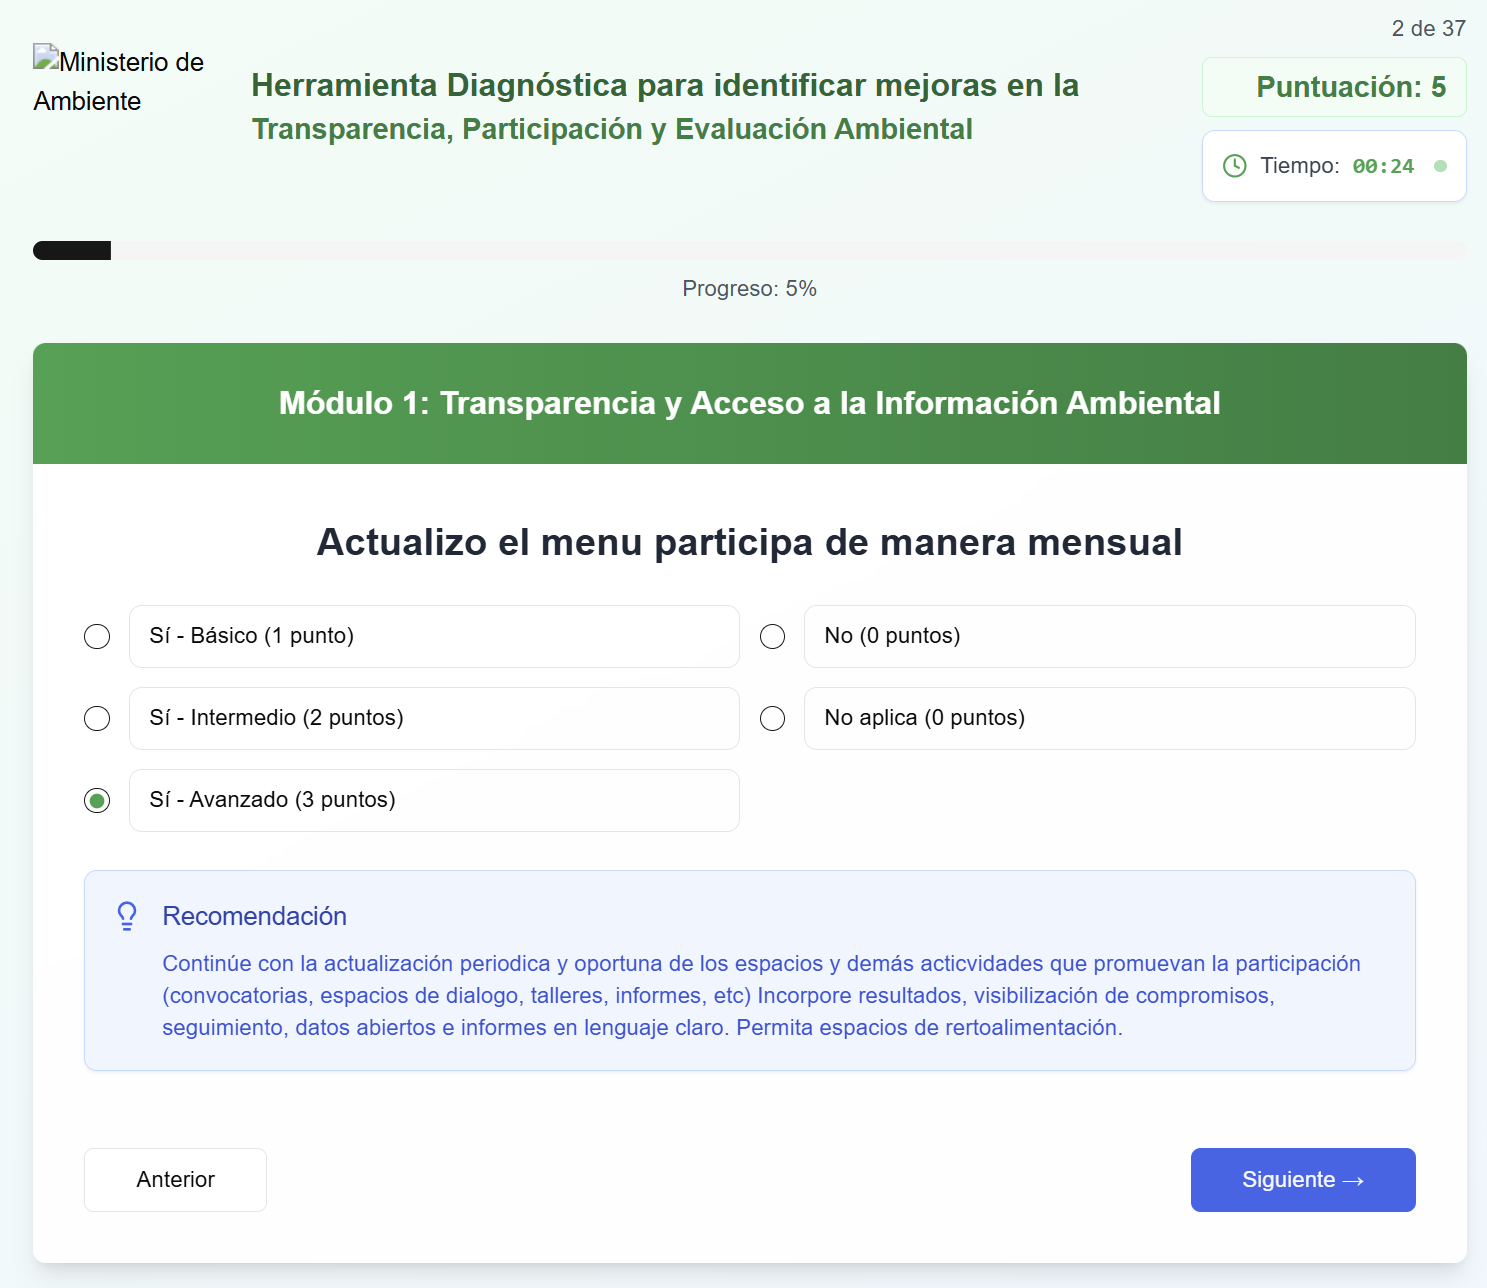 2 de 37
Ministerio de
Ambiente
Herramienta Diagnóstica para identificar mejoras en la
Transparencia, Participación y Evaluación Ambiental
Puntuación: 5
Tiempo: 00:24
Progreso: 5%
Módulo 1: Transparencia y Acceso a la Información Ambiental
Actualizo el menu participa de manera mensual
Sí - Básico (1 punto)
No (0 puntos)
Sí - Intermedio (2 puntos)
No aplica (0 puntos)
Sí - Avanzado (3 puntos)
Recomendación
Continúe con la actualización periodica y oportuna de los espacios y demás acticvidades que promuevan la participación
(convocatorias, espacios de dialogo, talleres, informes, etc) Incorpore resultados, visibilización de compromisos,
seguimiento, datos abiertos e informes en lenguaje claro. Permita espacios de rertoalimentación.
Anterior
Siguiente →